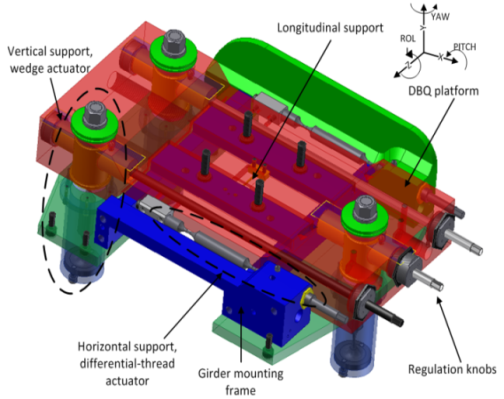 Longitudinal support
Vertical support,
wedge actuator
YAW
Y
ROL
PITCH
X
Z
DBQ platform
Horizontal support,
differential-thread
actuator
Girder mounting
frame
Regulation knobs